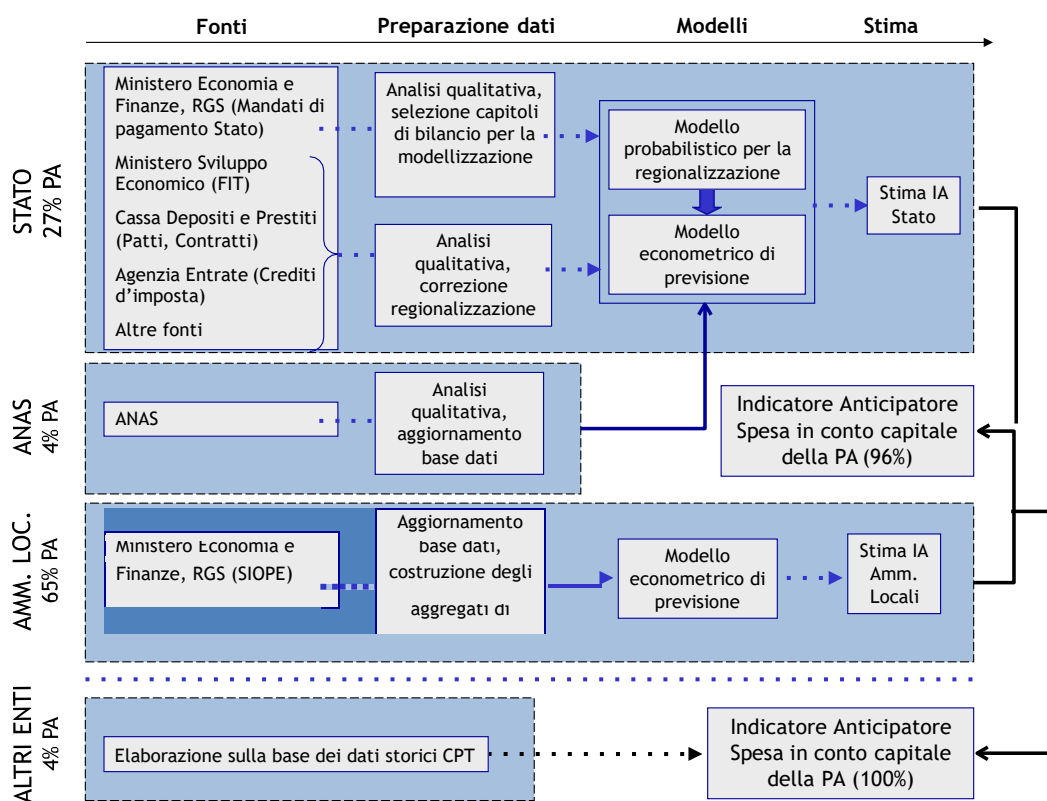 Fonti
Preparazione dati
Modelli
Stima
STATO
27% PA
Ministero Economia e
Finanze, RGS (Mandati di
pagamento Stato)
Ministero Sviluppo
Economico (FIT)
Cassa Depositi e Prestiti
(Patti, Contratti)
Agenzia Entrate (Crediti
d'imposta)
Altre fonti
Analisi qualitativa,
selezione capitoli
di bilancio per la
modellizzazione
Analisi
qualitativa,
correzione
regionalizzazione
Modello
probabilistico per la
regionalizzazione
Modello
econometrico di
previsione
Stima IA
Stato
ANAS
4% PA
ANAS
Analisi
qualitativa,
aggiornamento
base dati
Indicatore Anticipatore
Spesa in conto capitale
della PA (96%)
AMM. LOC.
65% PA
Ministero Economia e
Finanze, RGS (SIOPE)
Aggiornamento
base dati,
costruzione degli
aggregati di
Modello
econometrico di
previsione
Stima IA
Amm.
Locali
ALTRI ENTI
4% PA
Elaborazione sulla base dei dati storici CPT
Indicatore Anticipatore
Spesa in conto capitale
della PA (100%)